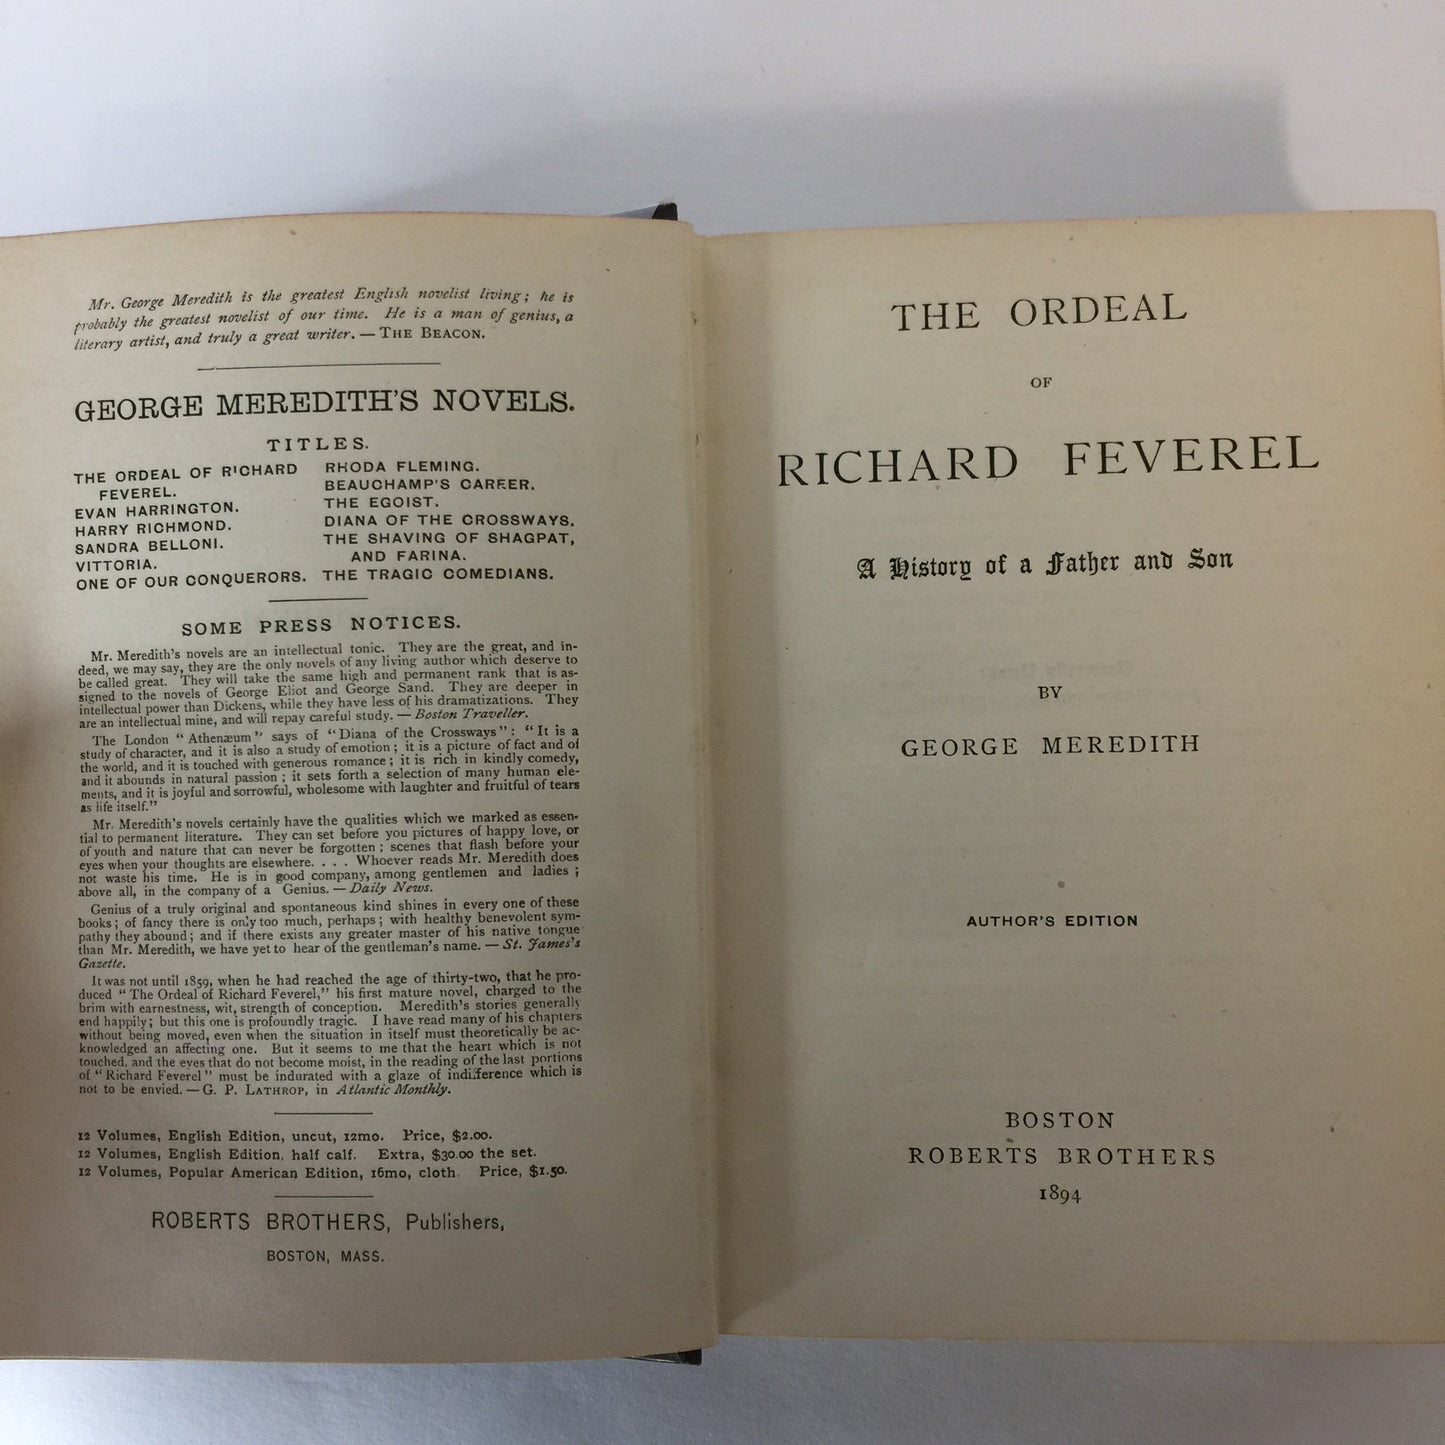 Mr. George Meredith is the greatest English novelist living; he is
probably the greatest novelist of our time. He is a man of genius, a
literary artist, and truly a great writer. — THE BEACON.
GEORGE MEREDITH'S NOVELS.
TITLES.
THE ORDEAL OF RICHARD
FEVEREL.
EVAN HARRINGTON.
HARRY RICHMOND.
SANDRA BELLONI.
VITTORIA.
ONE OF OUR CONQUERORS.
RHODA FLEMING.
BEAUCHAMP'S CAREER.
THE EGOIST.
DIANA OF THE CROSSWAYS.
THE SHAVING OF SHAGPAT,
AND FARINA.
THE TRAGIC COMEDIANS.
SOME PRESS NOTICES.
Mr. Meredith's novels are an intellectual tonic. They are the great, and in-
deed, we may say, they are the only novels of any living author which deserve to
be called great. They will take the same high and permanent rank that is as-
signed to the novels of George Eliot and George Sand. They are deeper in
intellectual power than Dickens, while they have less of his dramatizations. They
are an intellectual mine, and will repay careful study. — Boston Traveller.
The London "Athenæum" says of "Diana of the Crossways": "It is a
study of character, and it is also a study of emotion; it is a picture of fact and of
the world, and it is touched with generous romance; it is rich in kindly comedy,
and it abounds in natural passion; it sets forth a selection of many human ele-
ments, and it is joyful and sorrowful, wholesome with laughter and fruitful of tears
as life itself."
Mr. Meredith's novels certainly have the qualities which we marked as essen-
tial to permanent literature. They can set before you pictures of happy love, or
of youth and nature that can never be forgotten; scenes that flash before your
eyes when your thoughts are elsewhere. . . . Whoever reads Mr. Meredith does
not waste his time. He is in good company, among gentlemen and ladies;
above all, in the company of a Genius. — Daily News.
Genius of a truly original and spontaneous kind shines in every one of these
books; of fancy there is only too much, perhaps; with healthy benevolent sym-
pathy they abound; and if there exists any greater master of his native tongue
than Mr. Meredith, we have yet to hear of the gentleman's name. — St. James's
Gazette.
It was not until 1859, when he had reached the age of thirty-two, that he pro-
duced "The Ordeal of Richard Feverel," his first mature novel, charged to the
brim with earnestness, wit, strength of conception. Meredith's stories generally
end happily; but this one is profoundly tragic. I have read many of his chapters
without being moved, even when the situation in itself must theoretically be ac-
knowledged an affecting one. But it seems to me that the heart which is not
touched, and the eyes that do not become moist, in the reading of the last portions
of "Richard Feverel" must be indurated with a glaze of indifference which is
not to be envied. — G. P. LATHROP, in Atlantic Monthly.
12 Volumes, English Edition, uncut, 12mo. Price, $2.00.
12 Volumes, English Edition, half calf. Extra, $30.00 the set.
12 Volumes, Popular American Edition, 16mo, cloth. Price, $1.50.
ROBERTS BROTHERS, Publishers,
BOSTON, MASS.
THE ORDEAL
OF
RICHARD FEVEREL
A History of a Father and Son
BY
GEORGE MEREDITH
AUTHOR'S EDITION
BOSTON
ROBERTS BROTHERS
1894